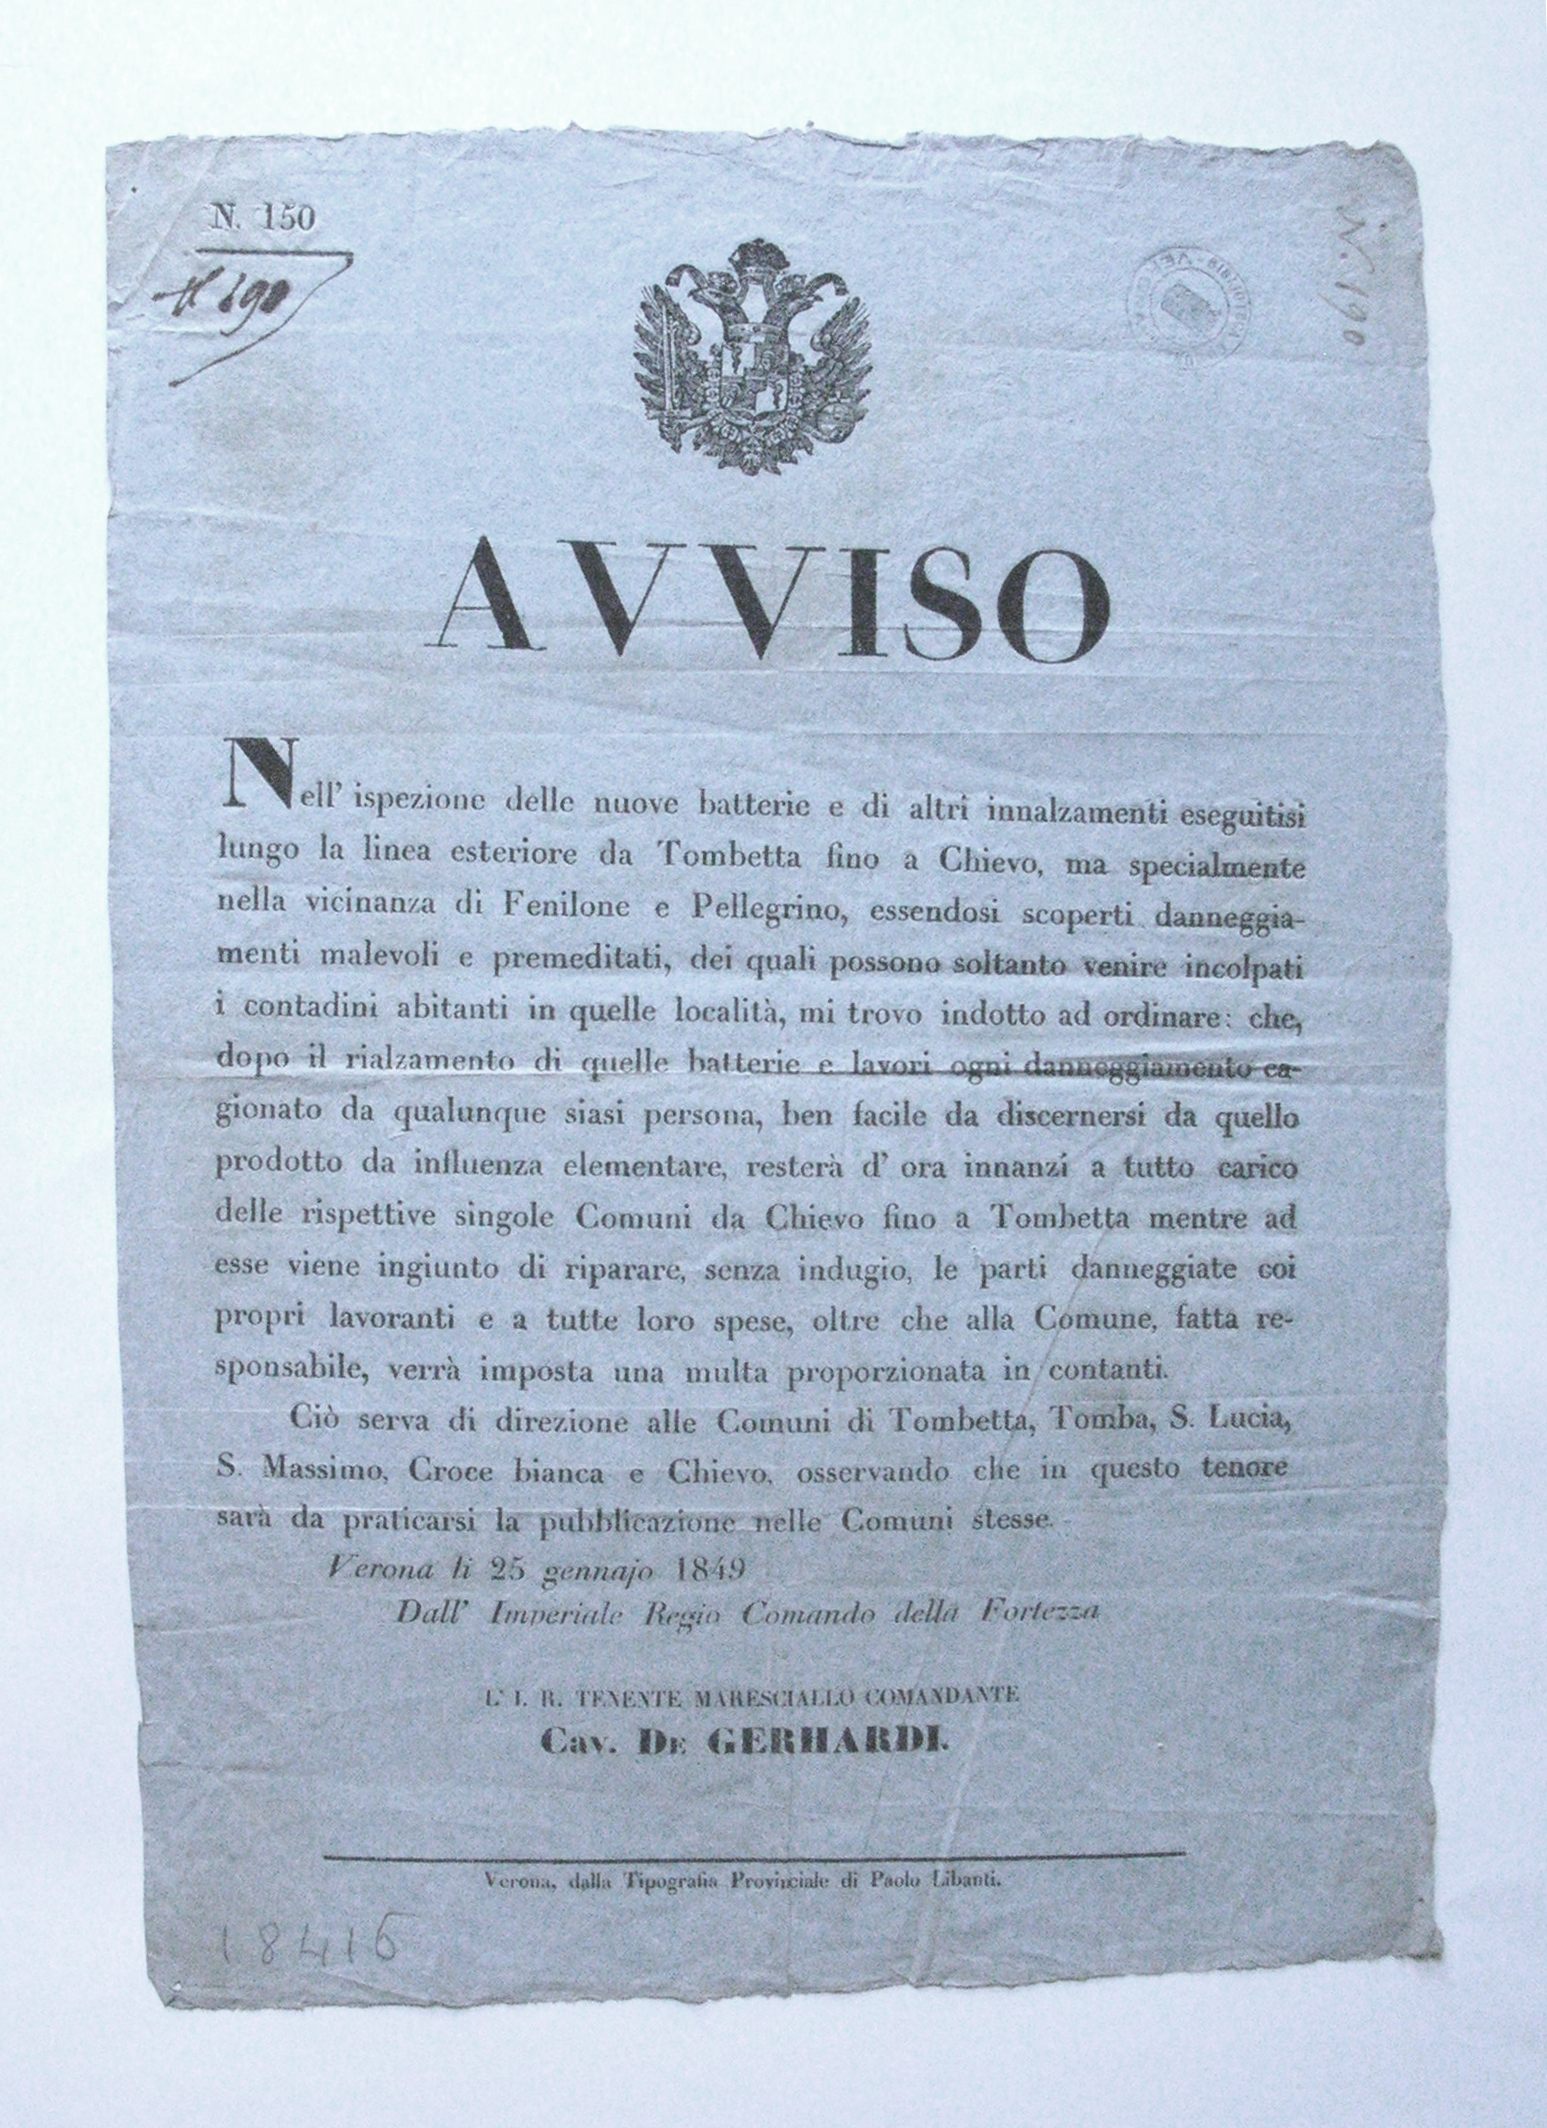 N. 150
N. 190
N. 190
AVVISO
Nell' ispezione delle nuove batterie e di altri innalzamenti eseguitisi
lungo la linea esteriore da Tombetta fino a Chievo, ma specialmente
nella vicinanza di Fenilone e Pellegrino, essendosi scoperti danneggia-
menti malevoli e premeditati, dei quali possono soltanto venire incolpati
i contadini abitanti in quelle località, mi trovo indotto ad ordinare: che,
dopo il rialzamento di quelle batterie e lavori ogni danneggiamento ca-
gionato da qualunque siasi persona, ben facile da discernersi da quello
prodotto da influenza elementare, resterà d' ora innanzi a tutto carico
delle rispettive singole Comuni da Chievo fino a Tombetta mentre ad
esse viene ingiunto di riparare, senza indugio, le parti danneggiate coi
propri lavoranti e a tutte loro spese, oltre che alla Comune, fatta re-
sponsabile, verrà imposta una multa proporzionata in contanti.
Ciò serva di direzione alle Comuni di Tombetta, Tomba, S. Lucia,
S. Massimo, Croce bianca e Chievo, osservando che in questo tenore
sarà da praticarsi la pubblicazione nelle Comuni stesse.
Verona li 25 gennajo 1849
Dall' Imperiale Regio Comando della Fortezza
L' I. R. TENENTE MARESCIALLO COMANDANTE
Cav. De GERHARDI.
Verona, dalla Tipografia Provinciale di Paolo Libanti.
18416